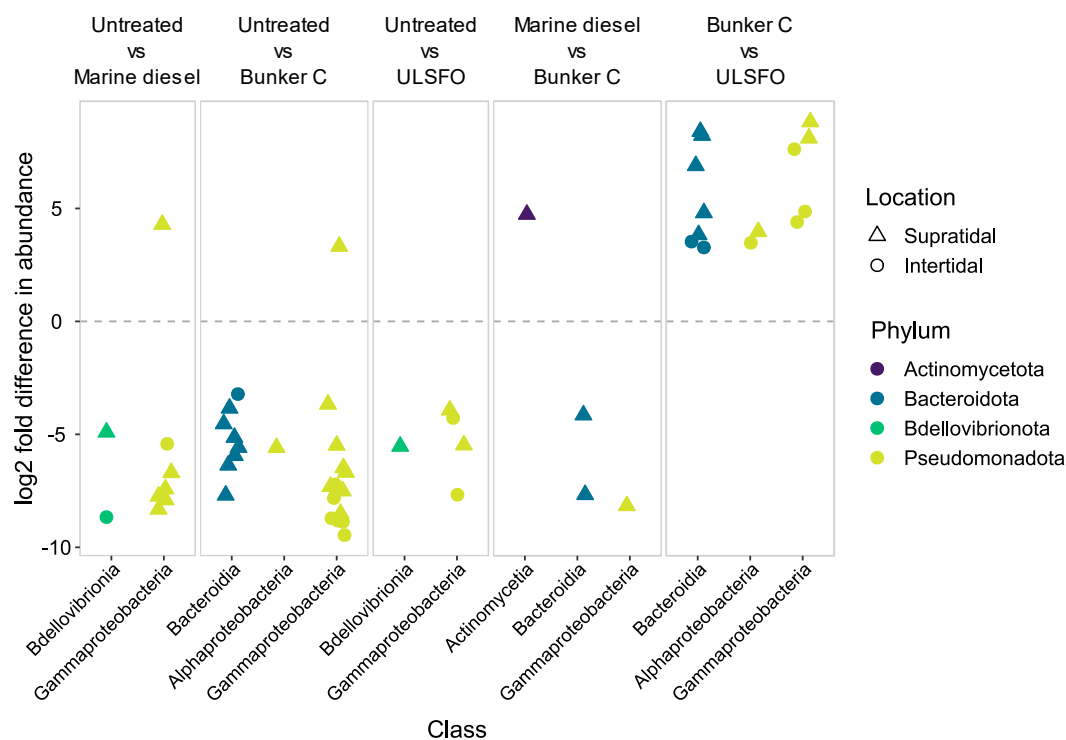 Untreated
vs
Marine diesel
Untreated
vs
Bunker C
Untreated
vs
ULSFO
Marine diesel
vs
Bunker C
Bunker C
vs
ULSFO
log2 fold difference in abundance
5
0
-5
-10
Bdellovibrionia
Gammaproteobacteria
Bacteroidia
Alphaproteobacteria
Gammaproteobacteria
Bdellovibrionia
Gammaproteobacteria
Actinomycetia
Bacteroidia
Gammaproteobacteria
Bacteroidia
Alphaproteobacteria
Gammaproteobacteria
Class
Location
Supratidal
Intertidal
Phylum
Actinomycetota
Bacteroidota
Bdellovibrionota
Pseudomonadota